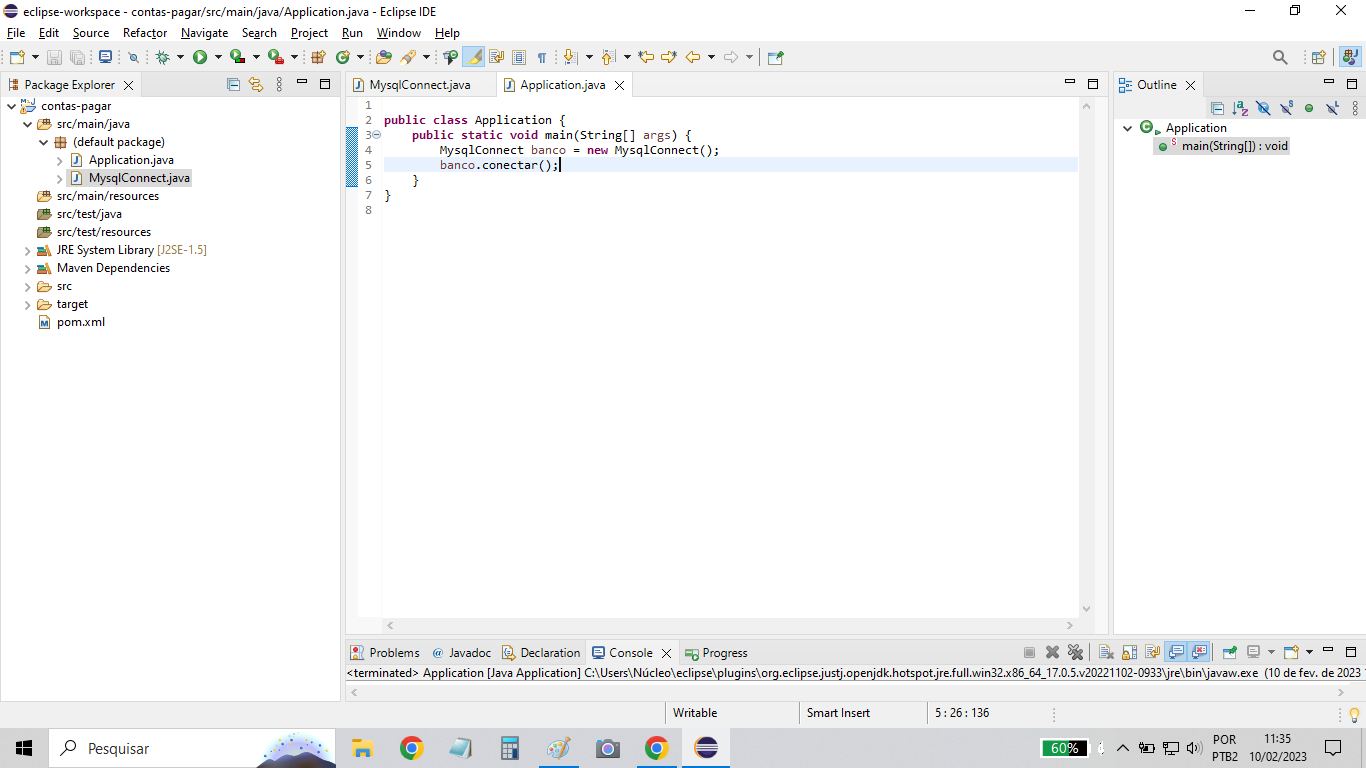 eclipse-workspace - contas-pagar/src/main/java/Application.java - Eclipse IDE
File Edit Source Refactor Navigate Search Project Run Window Help
Package Explorer
contas-pagar
src/main/java
(default package)
Application.java
MysqlConnect.java
src/main/resources
src/test/java
src/test/resources
JRE System Library [J2SE-1.5]
Maven Dependencies
src
target
pom.xml
MysqlConnect.java Application.java
1
2 public class Application {
3 public static void main(String[] args) {
4 MysqlConnect banco = new MysqlConnect();
5 banco.conectar();
6 }
7 }
8
Outline
Application
main(String[]) : void
Problems @ Javadoc Declaration Console Progress
<terminated> Application [Java Application] C:\Users\Núcleo\eclipse\plugins\org.eclipse.justj.openjdk.hotspot.jre.full.win32.x86_64_17.0.5.v20221102-0933\jre\bin\javaw.exe (10 de fev. de 2023 1
Writable Smart Insert 5 : 26 : 136
Pesquisar
60%
POR
PTB2
11:35
10/02/2023